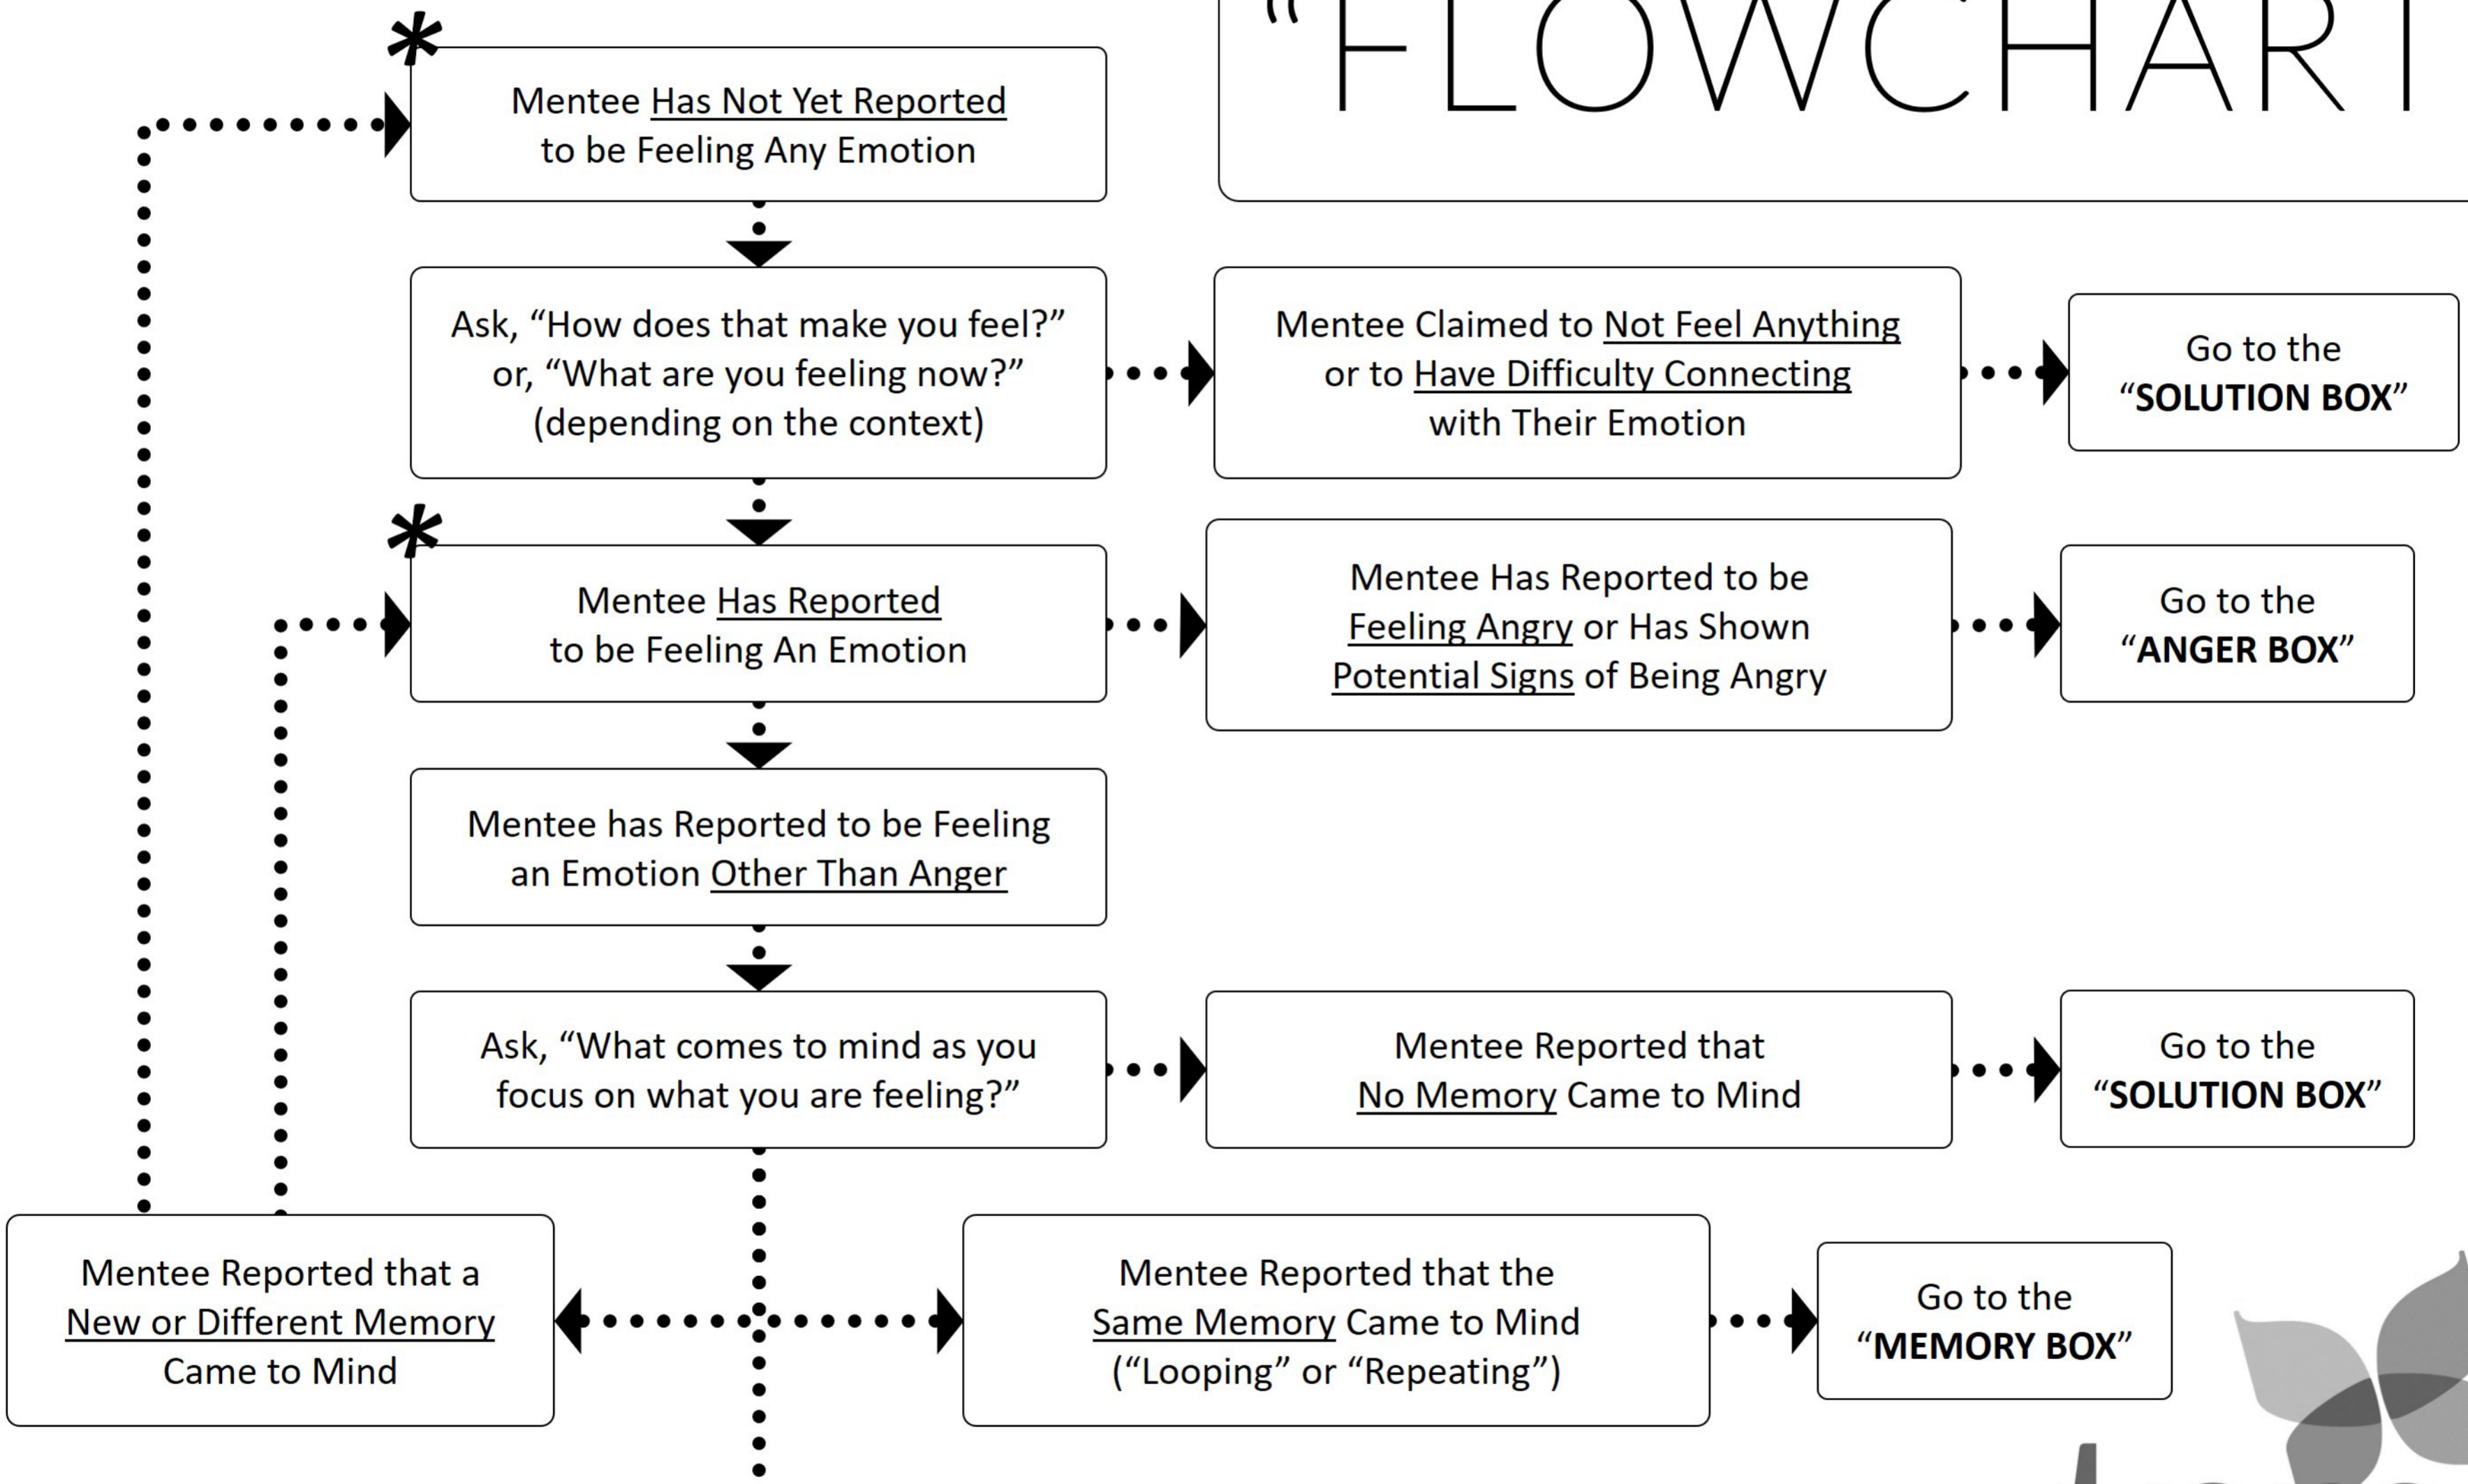 “FLOWCHART
*
Mentee Has Not Yet Reported
to be Feeling Any Emotion
Ask, “How does that make you feel?”
or, “What are you feeling now?”
(depending on the context)
Mentee Claimed to Not Feel Anything
or to Have Difficulty Connecting
with Their Emotion
Go to the
“SOLUTION BOX”
*
Mentee Has Reported
to be Feeling An Emotion
Mentee Has Reported to be
Feeling Angry or Has Shown
Potential Signs of Being Angry
Go to the
“ANGER BOX”
Mentee has Reported to be Feeling
an Emotion Other Than Anger
Ask, “What comes to mind as you
focus on what you are feeling?”
Mentee Reported that
No Memory Came to Mind
Go to the
“SOLUTION BOX”
Mentee Reported that a
New or Different Memory
Came to Mind
Mentee Reported that the
Same Memory Came to Mind
(“Looping” or “Repeating”)
Go to the
“MEMORY BOX”